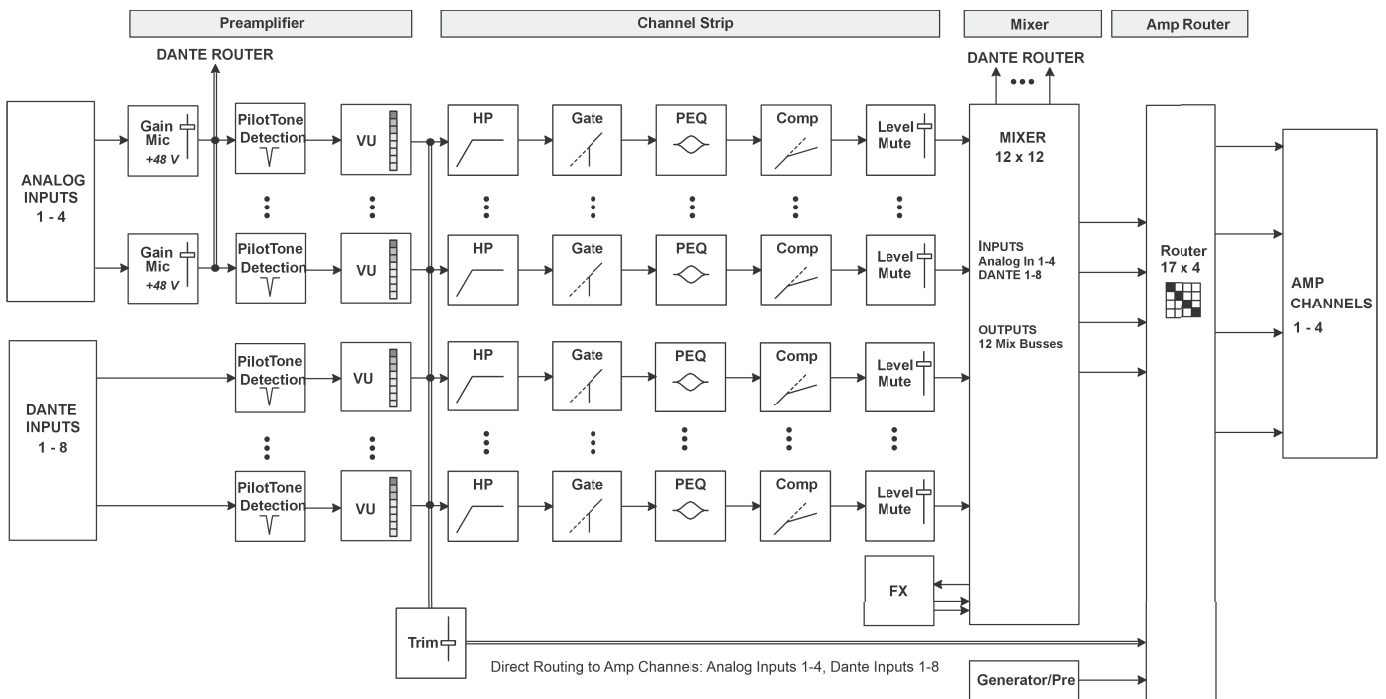 Preamplifier
Channel Strip
Mixer
Amp Router
DANTE ROUTER
DANTE ROUTER
ANALOG
INPUTS
1 - 4
Gain
Mic
+48 V
PilotTone
Detection
VU
HP
Gate
PEQ
Comp
Level
Mute
Gain
Mic
+48 V
PilotTone
Detection
VU
HP
Gate
PEQ
Comp
Level
Mute
DANTE
INPUTS
1 - 8
PilotTone
Detection
VU
HP
Gate
PEQ
Comp
Level
Mute
PilotTone
Detection
VU
HP
Gate
PEQ
Comp
Level
Mute
MIXER
12 x 12
INPUTS
Analog In 1-4
DANTE 1-8
OUTPUTS
12 Mix Busses
Router
17 x 4
AMP
CHANNELS
1 - 4
FX
Trim
Direct Routing to Amp Channels: Analog Inputs 1-4, Dante Inputs 1-8
Generator/Pre